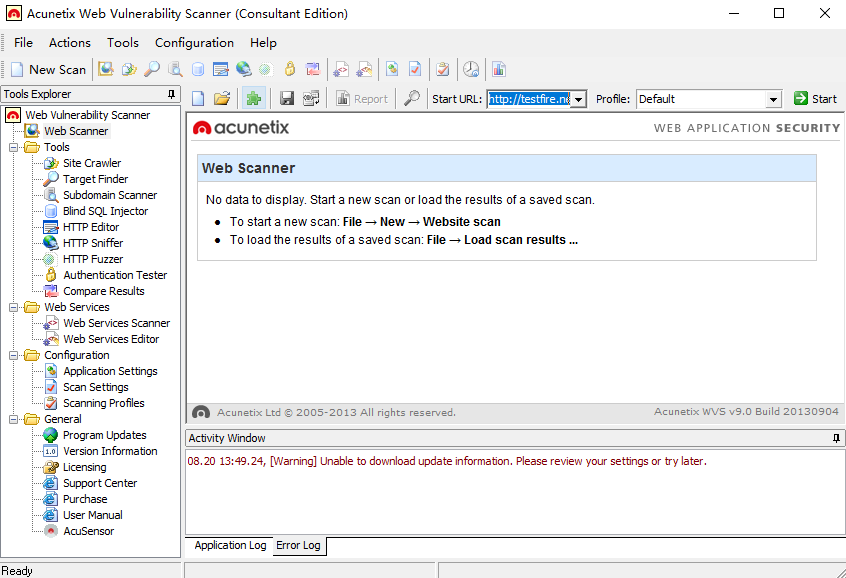 Acunetix Web Vulnerability Scanner (Consultant Edition)
File Actions Tools Configuration Help
New Scan
Tools Explorer
Report Start URL: http://testfire.ne Profile: Default Start
Web Vulnerability Scanner
Web Scanner
Tools
Site Crawler
Target Finder
Subdomain Scanner
Blind SQL Injector
HTTP Editor
HTTP Sniffer
HTTP Fuzzer
Authentication Tester
Compare Results
Web Services
Web Services Scanner
Web Services Editor
Configuration
Application Settings
Scan Settings
Scanning Profiles
General
Program Updates
1.0 Version Information
Licensing
Support Center
Purchase
User Manual
AcuSensor
acunetix WEB APPLICATION SECURITY
Web Scanner
No data to display. Start a new scan or load the results of a saved scan.
• To start a new scan: File → New → Website scan
• To load the results of a saved scan: File → Load scan results ...
Acunetix Ltd © 2005-2013 All rights reserved. Acunetix WVS v9.0 Build 20130904
Activity Window
08.20 13:49.24, [Warning] Unable to download update information. Please review your settings or try later.
Application Log Error Log
Ready